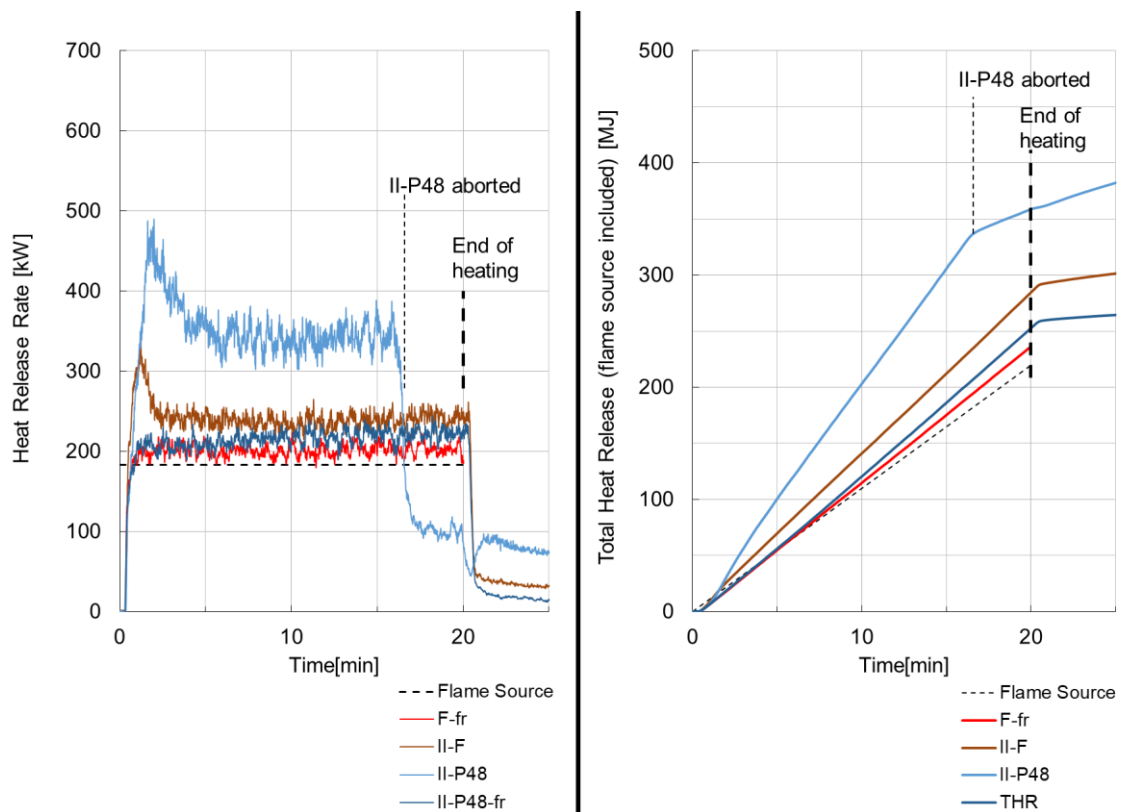 700
600
500
400
300
200
100
0
Heat Release Rate [kW]
II-P48 aborted
End of
heating
0
10
20
Time[min]
Flame Source
F-fr
II-F
II-P48
II-P48-fr
500
400
300
200
100
0
Total Heat Release (flame source included) [MJ]
II-P48 aborted
End of
heating
0
10
20
Time[min]
Flame Source
F-fr
II-F
II-P48
THR